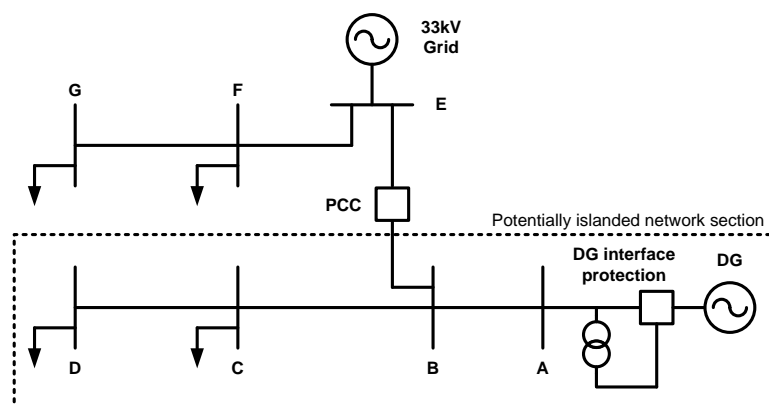 33kV
Grid
G
F
E
PCC
Potentially islanded network section
DG interface
protection
DG
D
C
B
A